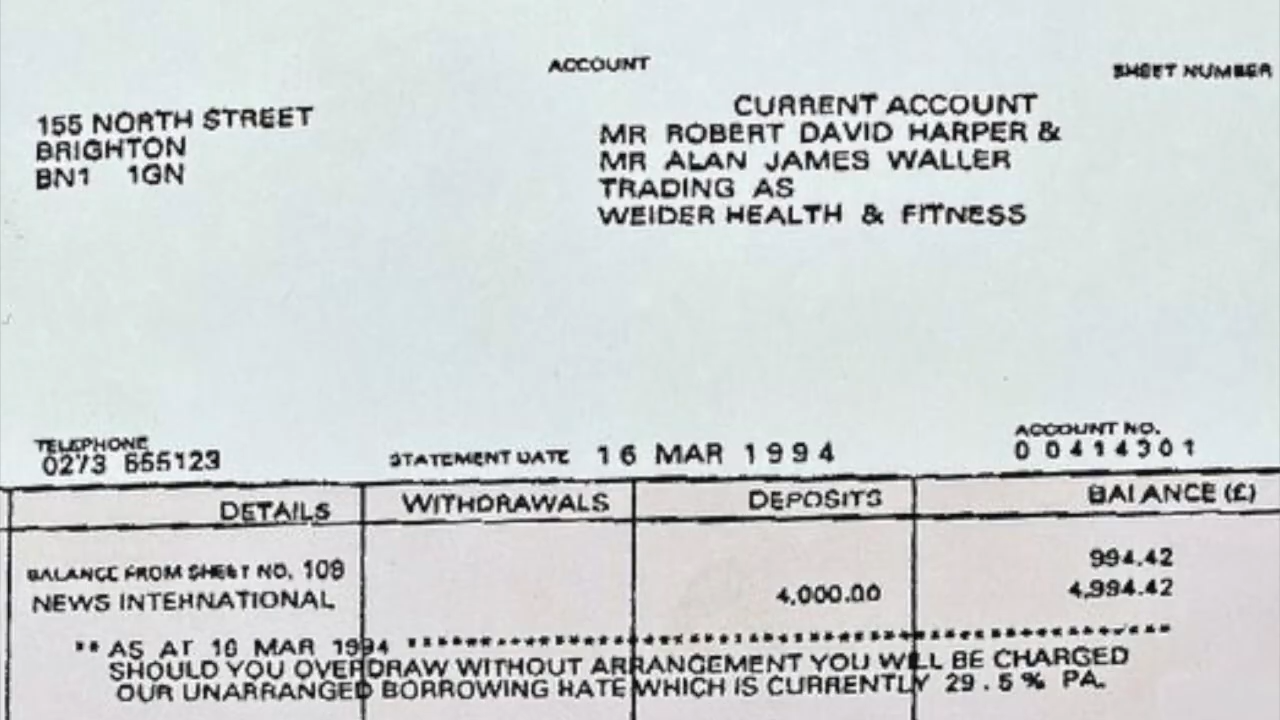 ACCOUNT
SHEET NUMBER
155 NORTH STREET
BRIGHTON
BN1 1GN
CURRENT ACCOUNT
MR ROBERT DAVID HARPER &
MR ALAN JAMES WALLER
TRADING AS
WEIDER HEALTH & FITNESS
TELEPHONE
0273 655123
STATEMENT DATE 16 MAR 1994
ACCOUNT NO.
0 0 4 1 4 3 0 1
DETAILS WITHDRAWALS DEPOSITS BALANCE (£)
BALANCE FROM SHEET NO. 108 994.42
NEWS INTERNATIONAL 4,000.00 4,994.42
** AS AT 16 MAR 1994 ****************************************
SHOULD YOU OVERDRAW WITHOUT ARRANGEMENT YOU WILL BE CHARGED
OUR UNARRANGED BORROWING RATE WHICH IS CURRENTLY 29.5% PA.